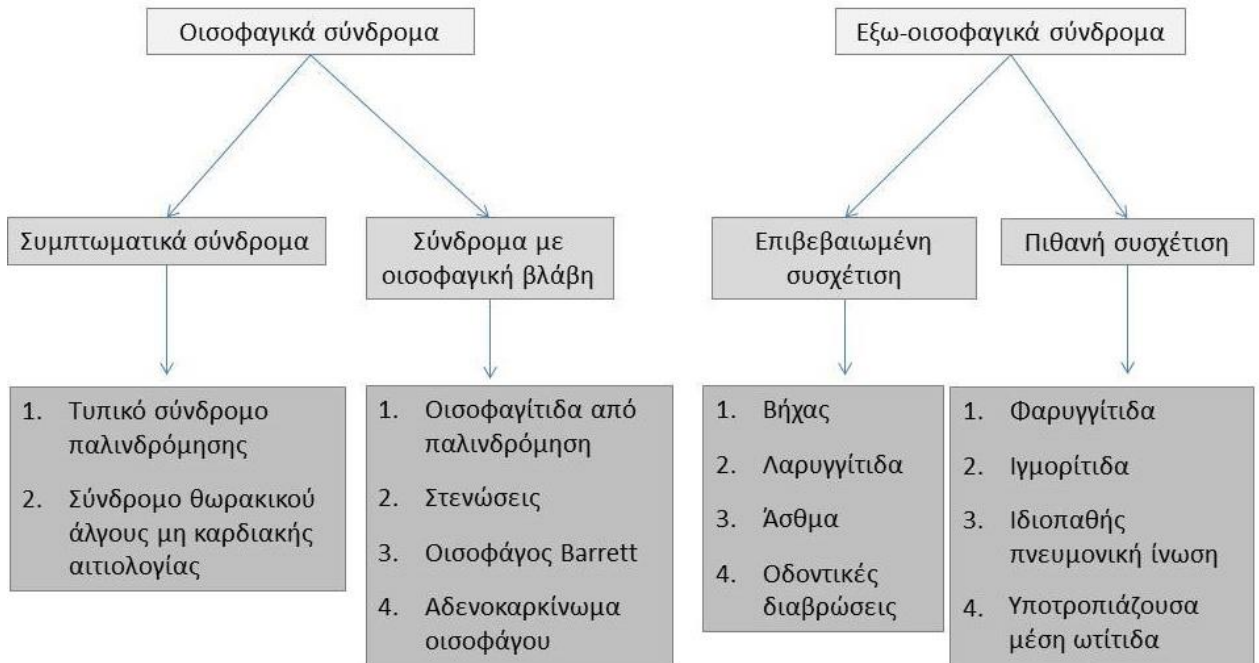 Οισοφαγικά σύνδρομα
Εξω-οισοφαγικά σύνδρομα
Συμπτωματικά σύνδρομα
Σύνδρομα με
οισοφαγική βλάβη
Επιβεβαιωμένη
συσχέτιση
Πιθανή συσχέτιση
1. Τυπικό σύνδρομο
παλινδρόμησης
2. Σύνδρομο θωρακικού
άλγους μη καρδιακής
αιτιολογίας
1. Οισοφαγίτιδα από
παλινδρόμηση
2. Στενώσεις
3. Οισοφάγος Barrett
4. Αδενοκαρκίνωμα
οισοφάγου
1. Βήχας
2. Λαρυγγίτιδα
3. Άσθμα
4. Οδοντικές
διαβρώσεις
1. Φαρυγγίτιδα
2. Ιγμορίτιδα
3. Ιδιοπαθής
πνευμονική ίνωση
4. Υποτροπιάζουσα
μέση ωτίτιδα